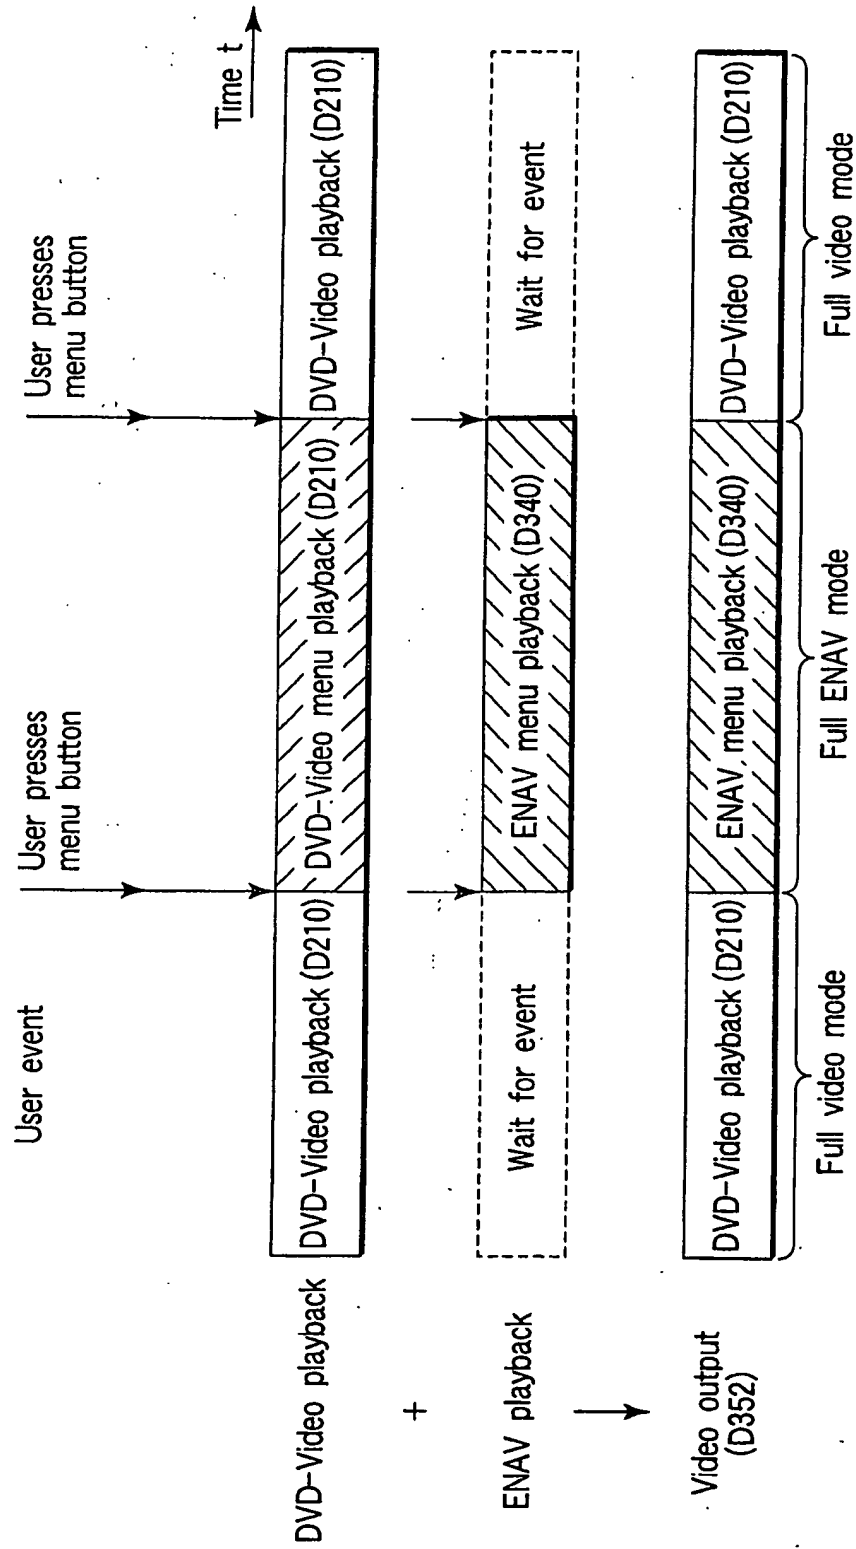 User event
User presses
menu button
User presses
menu button
Time t
DVD-Video playback
DVD-Video playback (D210)
DVD-Video menu playback (D210)
DVD-Video playback (D210)
+
ENAV playback
Wait for event
ENAV menu playback (D340)
Wait for event
Video output
(D352)
DVD-Video playback (D210)
ENAV menu playback (D340)
DVD-Video playback (D210)
Full video mode
Full ENAV mode
Full video mode